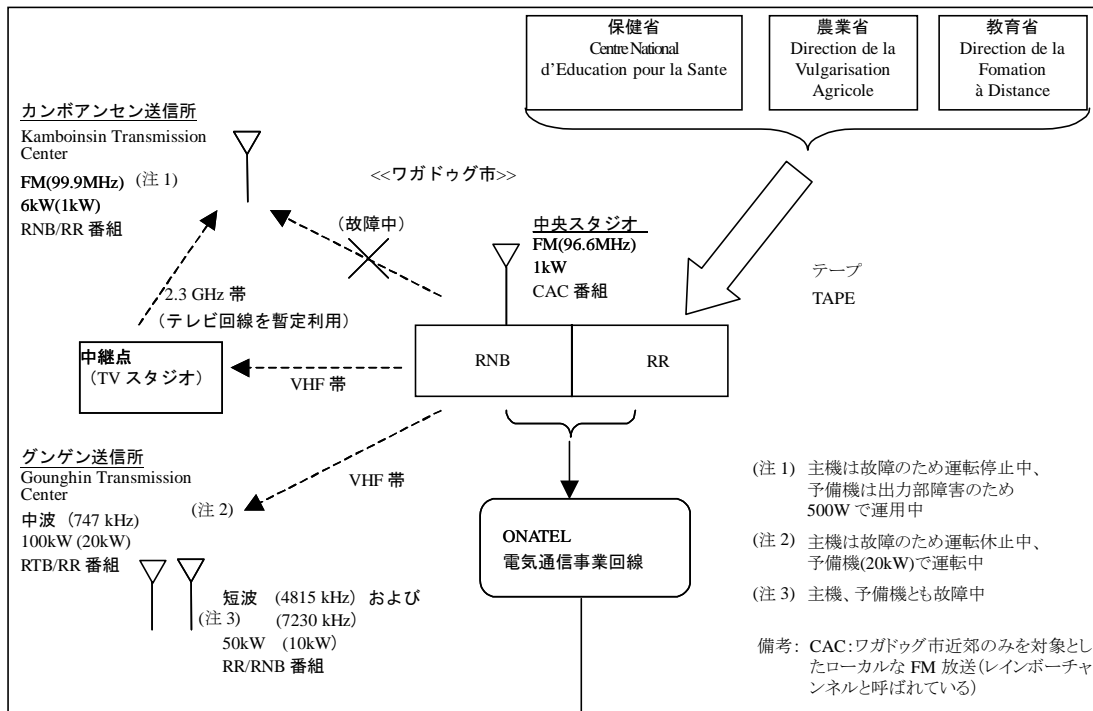 保健省
Centre National
d'Education pour la Sante
農業省
Direction de la
Vulgarisation
Agricole
教育省
Direction de la
Fomation
à Distance
カンボアンセン送信所
Kamboinsin Transmission
Center
FM(99.9MHz) (注 1)
6kW(1kW)
RNB/RR 番組
<<ワガドゥグ市>>
(故障中)
中央スタジオ
FM(96.6MHz)
1kW
CAC 番組
テープ
TAPE
2.3 GHz 帯
(テレビ回線を暫定利用)
中継点
(TV スタジオ)
VHF 帯
RNB
RR
グンゲン送信所
Gounghin Transmission
Center
中波 (747 kHz) (注 2)
100kW (20kW)
RTB/RR 番組
VHF 帯
短波 (4815 kHz) および
(注 3) (7230 kHz)
50kW (10kW)
RR/RNB 番組
ONATEL
電気通信事業回線
(注 1) 主機は故障のため運転停止中、
予備機は出力部障害のため
500W で運用中
(注 2) 主機は故障のため運転休止中、
予備機(20kW)で運転中
(注 3) 主機、予備機とも故障中
備考: CAC:ワガドゥグ市近郊のみを対象とし
たローカルな FM 放送(レインボーチャ
ンネルと呼ばれている)